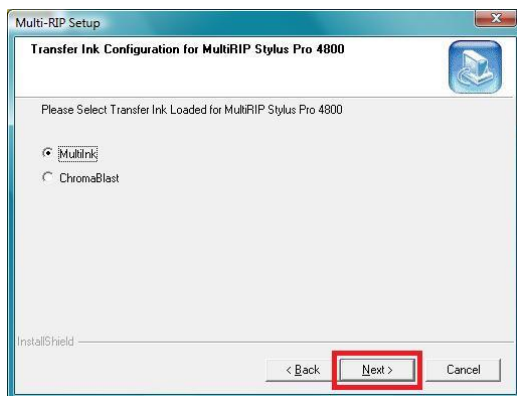 Multi-RIP Setup
Transfer Ink Configuration for MultiRIP Stylus Pro 4800
Please Select Transfer Ink Loaded for MultiRIP Stylus Pro 4800
MultiInk
ChromaBlast
InstallShield
< Back Next > Cancel